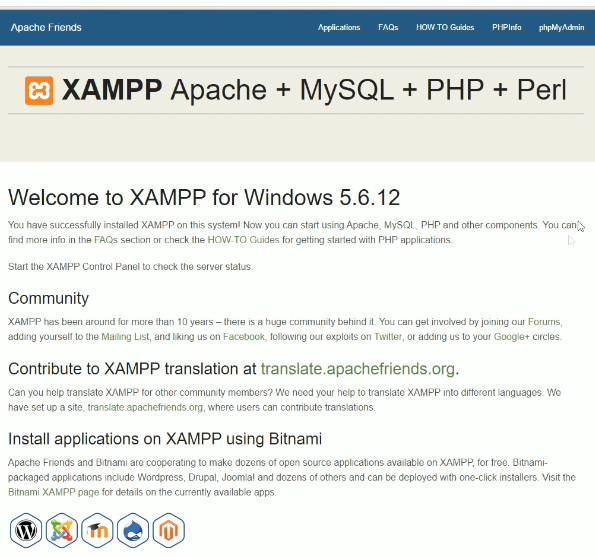 Apache Friends Applications FAQs HOW-TO Guides PHPInfo phpMyAdmin
XAMPP Apache + MySQL + PHP + Perl
Welcome to XAMPP for Windows 5.6.12
You have successfully installed XAMPP on this system! Now you can start using Apache, MySQL, PHP and other components. You can
find more info in the FAQs section or check the HOW-TO Guides for getting started with PHP applications.
Start the XAMPP Control Panel to check the server status.
Community
XAMPP has been around for more than 10 years – there is a huge community behind it. You can get involved by joining our Forums,
adding yourself to the Mailing List, and liking us on Facebook, following our exploits on Twitter, or adding us to your Google+ circles.
Contribute to XAMPP translation at translate.apachefriends.org.
Can you help translate XAMPP for other community members? We need your help to translate XAMPP into different languages. We
have set up a site, translate.apachefriends.org, where users can contribute translations.
Install applications on XAMPP using Bitnami
Apache Friends and Bitnami are cooperating to make dozens of open source applications available on XAMPP, for free. Bitnami-
packaged applications include Wordpress, Drupal, Joomla! and dozens of others and can be deployed with one-click installers. Visit the
Bitnami XAMPP page for details on the currently available apps.